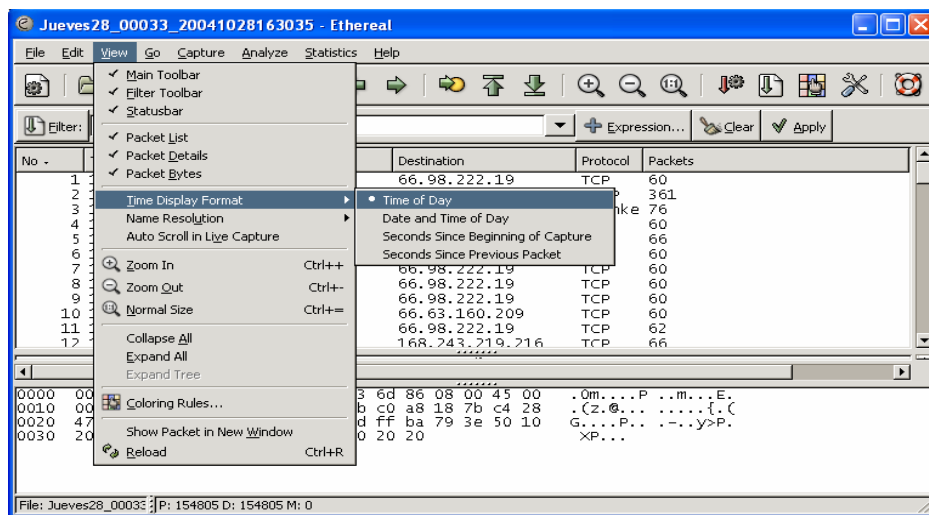 Jueves28_00033_20041028163035 - Ethereal
File Edit View Go Capture Analyze Statistics Help
Filter: Expression... Clear Apply
Main Toolbar
Filter Toolbar
Statusbar
Packet List
Packet Details
Packet Bytes
Time Display Format
Name Resolution
Auto Scroll in Live Capture
Zoom In Ctrl++
Zoom Out Ctrl+-
Normal Size Ctrl+=
Collapse All
Expand All
Expand Tree
Coloring Rules...
Show Packet in New Window
Reload Ctrl+R
Time of Day
Date and Time of Day
Seconds Since Beginning of Capture
Seconds Since Previous Packet
No - Destination Protocol Packets
1 66.98.222.19 TCP 60
2 361
3 nke 76
4 60
5 66
6 60
7 66.98.222.19 TCP 60
8 66.98.222.19 TCP 60
9 66.98.222.19 TCP 60
10 66.63.160.209 TCP 60
11 66.98.222.19 TCP 62
12 168.243.219.216 TCP 66
0000 00 6d 86 08 00 45 00 .Om....P ..m...E.
0010 00 c0 a8 18 7b c4 28 .(z.@... .....{.(
0020 47 ff ba 79 3e 50 10 G....P.. .-..y>P.
0030 20 0 20 20 XP...
File: Jueves28_00033 P: 154805 D: 154805 M: 0